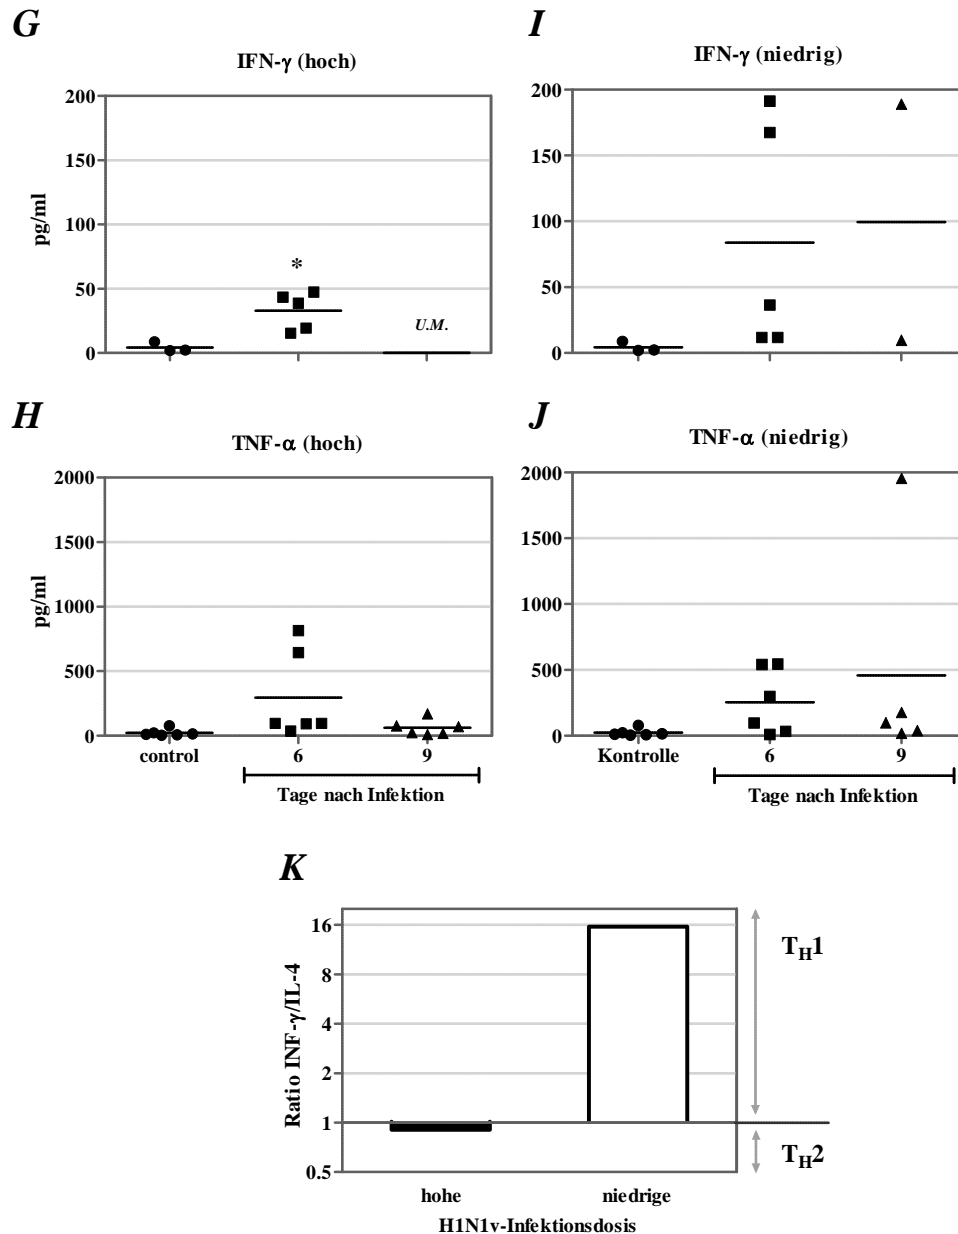 G
IFN-γ (hoch)
200
150
100
50
0
pg/ml
*
U.M.
I
IFN-γ (niedrig)
200
150
100
50
0
H
TNF-α (hoch)
2000
1500
1000
500
0
pg/ml
control
6
9
Tage nach Infektion
J
TNF-α (niedrig)
2000
1500
1000
500
0
Kontrolle
6
9
Tage nach Infektion
K
16
8
4
2
1
0.5
Ratio INF-γ/IL-4
TH1
TH2
hohe
niedrige
H1N1v-Infektionsdosis